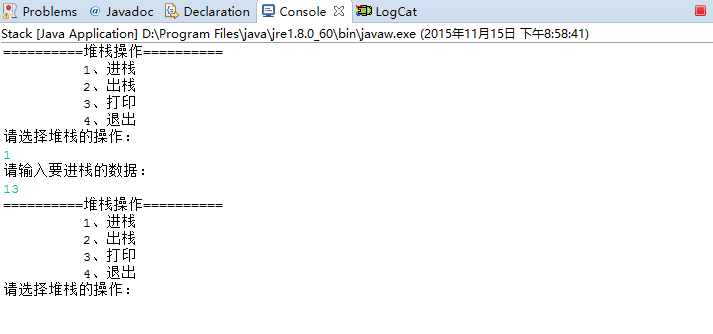 Problems @ Javadoc Declaration Console LogCat
Stack [Java Application] D:\Program Files\java\jre1.8.0_60\bin\javaw.exe (2015年11月15日 下午8:58:41)
==========堆栈操作==========
1、进栈
2、出栈
3、打印
4、退出
请选择堆栈的操作：
1
请输入要进栈的数据：
13
==========堆栈操作==========
1、进栈
2、出栈
3、打印
4、退出
请选择堆栈的操作：